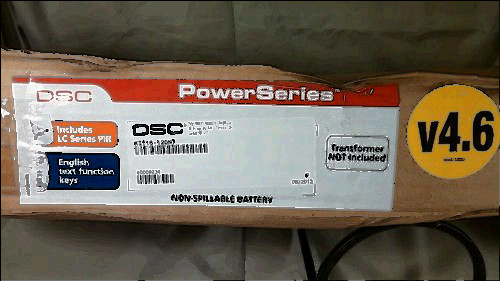 DSC
PowerSeries
Includes
LC Series PIR
DSC
English
text function
keys
Transformer
NOT included
v4.6
NON-SPILLABLE BATTERY